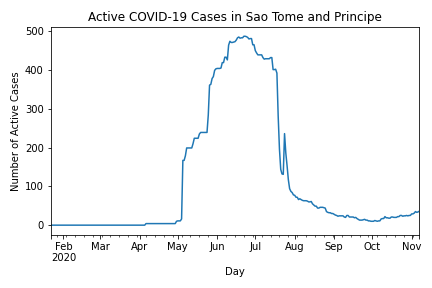 Active COVID-19 Cases in Sao Tome and Principe
500
400
300
200
100
0
Number of Active Cases
Feb Mar Apr May Jun Jul Aug Sep Oct Nov
2020
Day